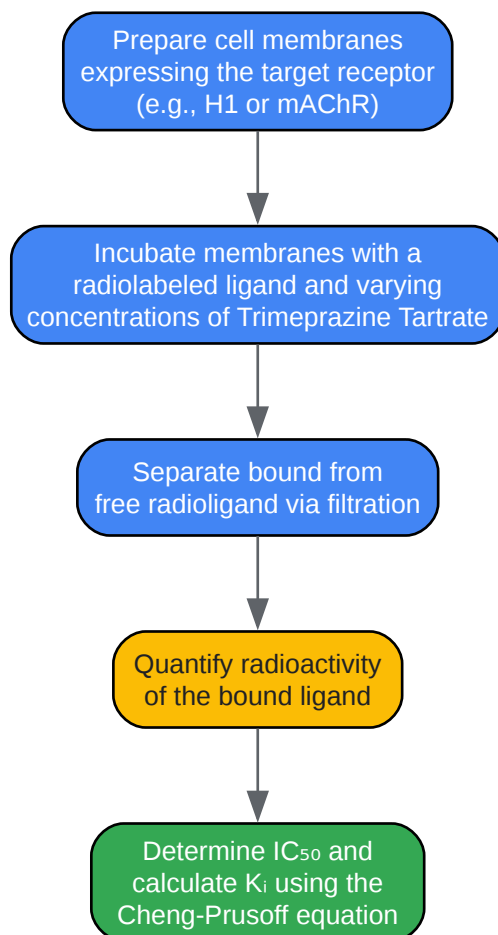 Prepare cell membranes
expressing the target receptor
(e.g., H1 or mAChR)
Incubate membranes with a
radiolabeled ligand and varying
concentrations of Trimeprazine Tartrate
Separate bound from
free radioligand via filtration
Quantify radioactivity
of the bound ligand
Determine IC₅₀ and
calculate Kᵢ using the
Cheng-Prusoff equation